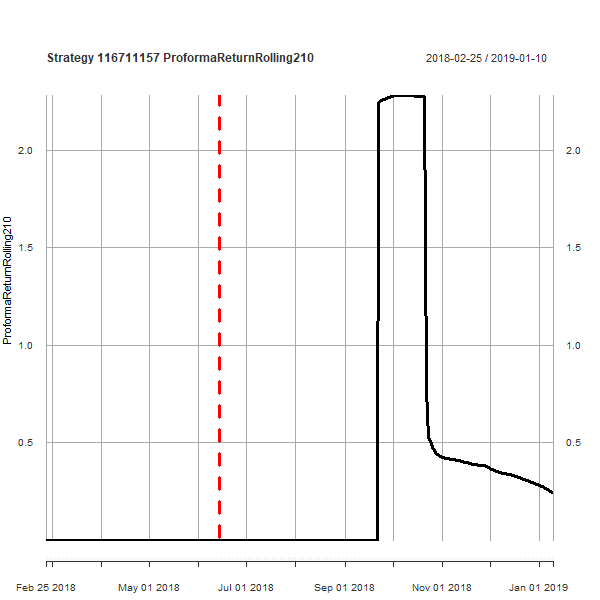 Strategy 116711157 ProformaReturnRolling210
2018-02-25 / 2019-01-10
2.0
2.0
1.5
1.5
1.0
1.0
0.5
0.5
ProformaReturnRolling210
Feb 25 2018
May 01 2018
Jul 01 2018
Sep 01 2018
Nov 01 2018
Jan 01 2019